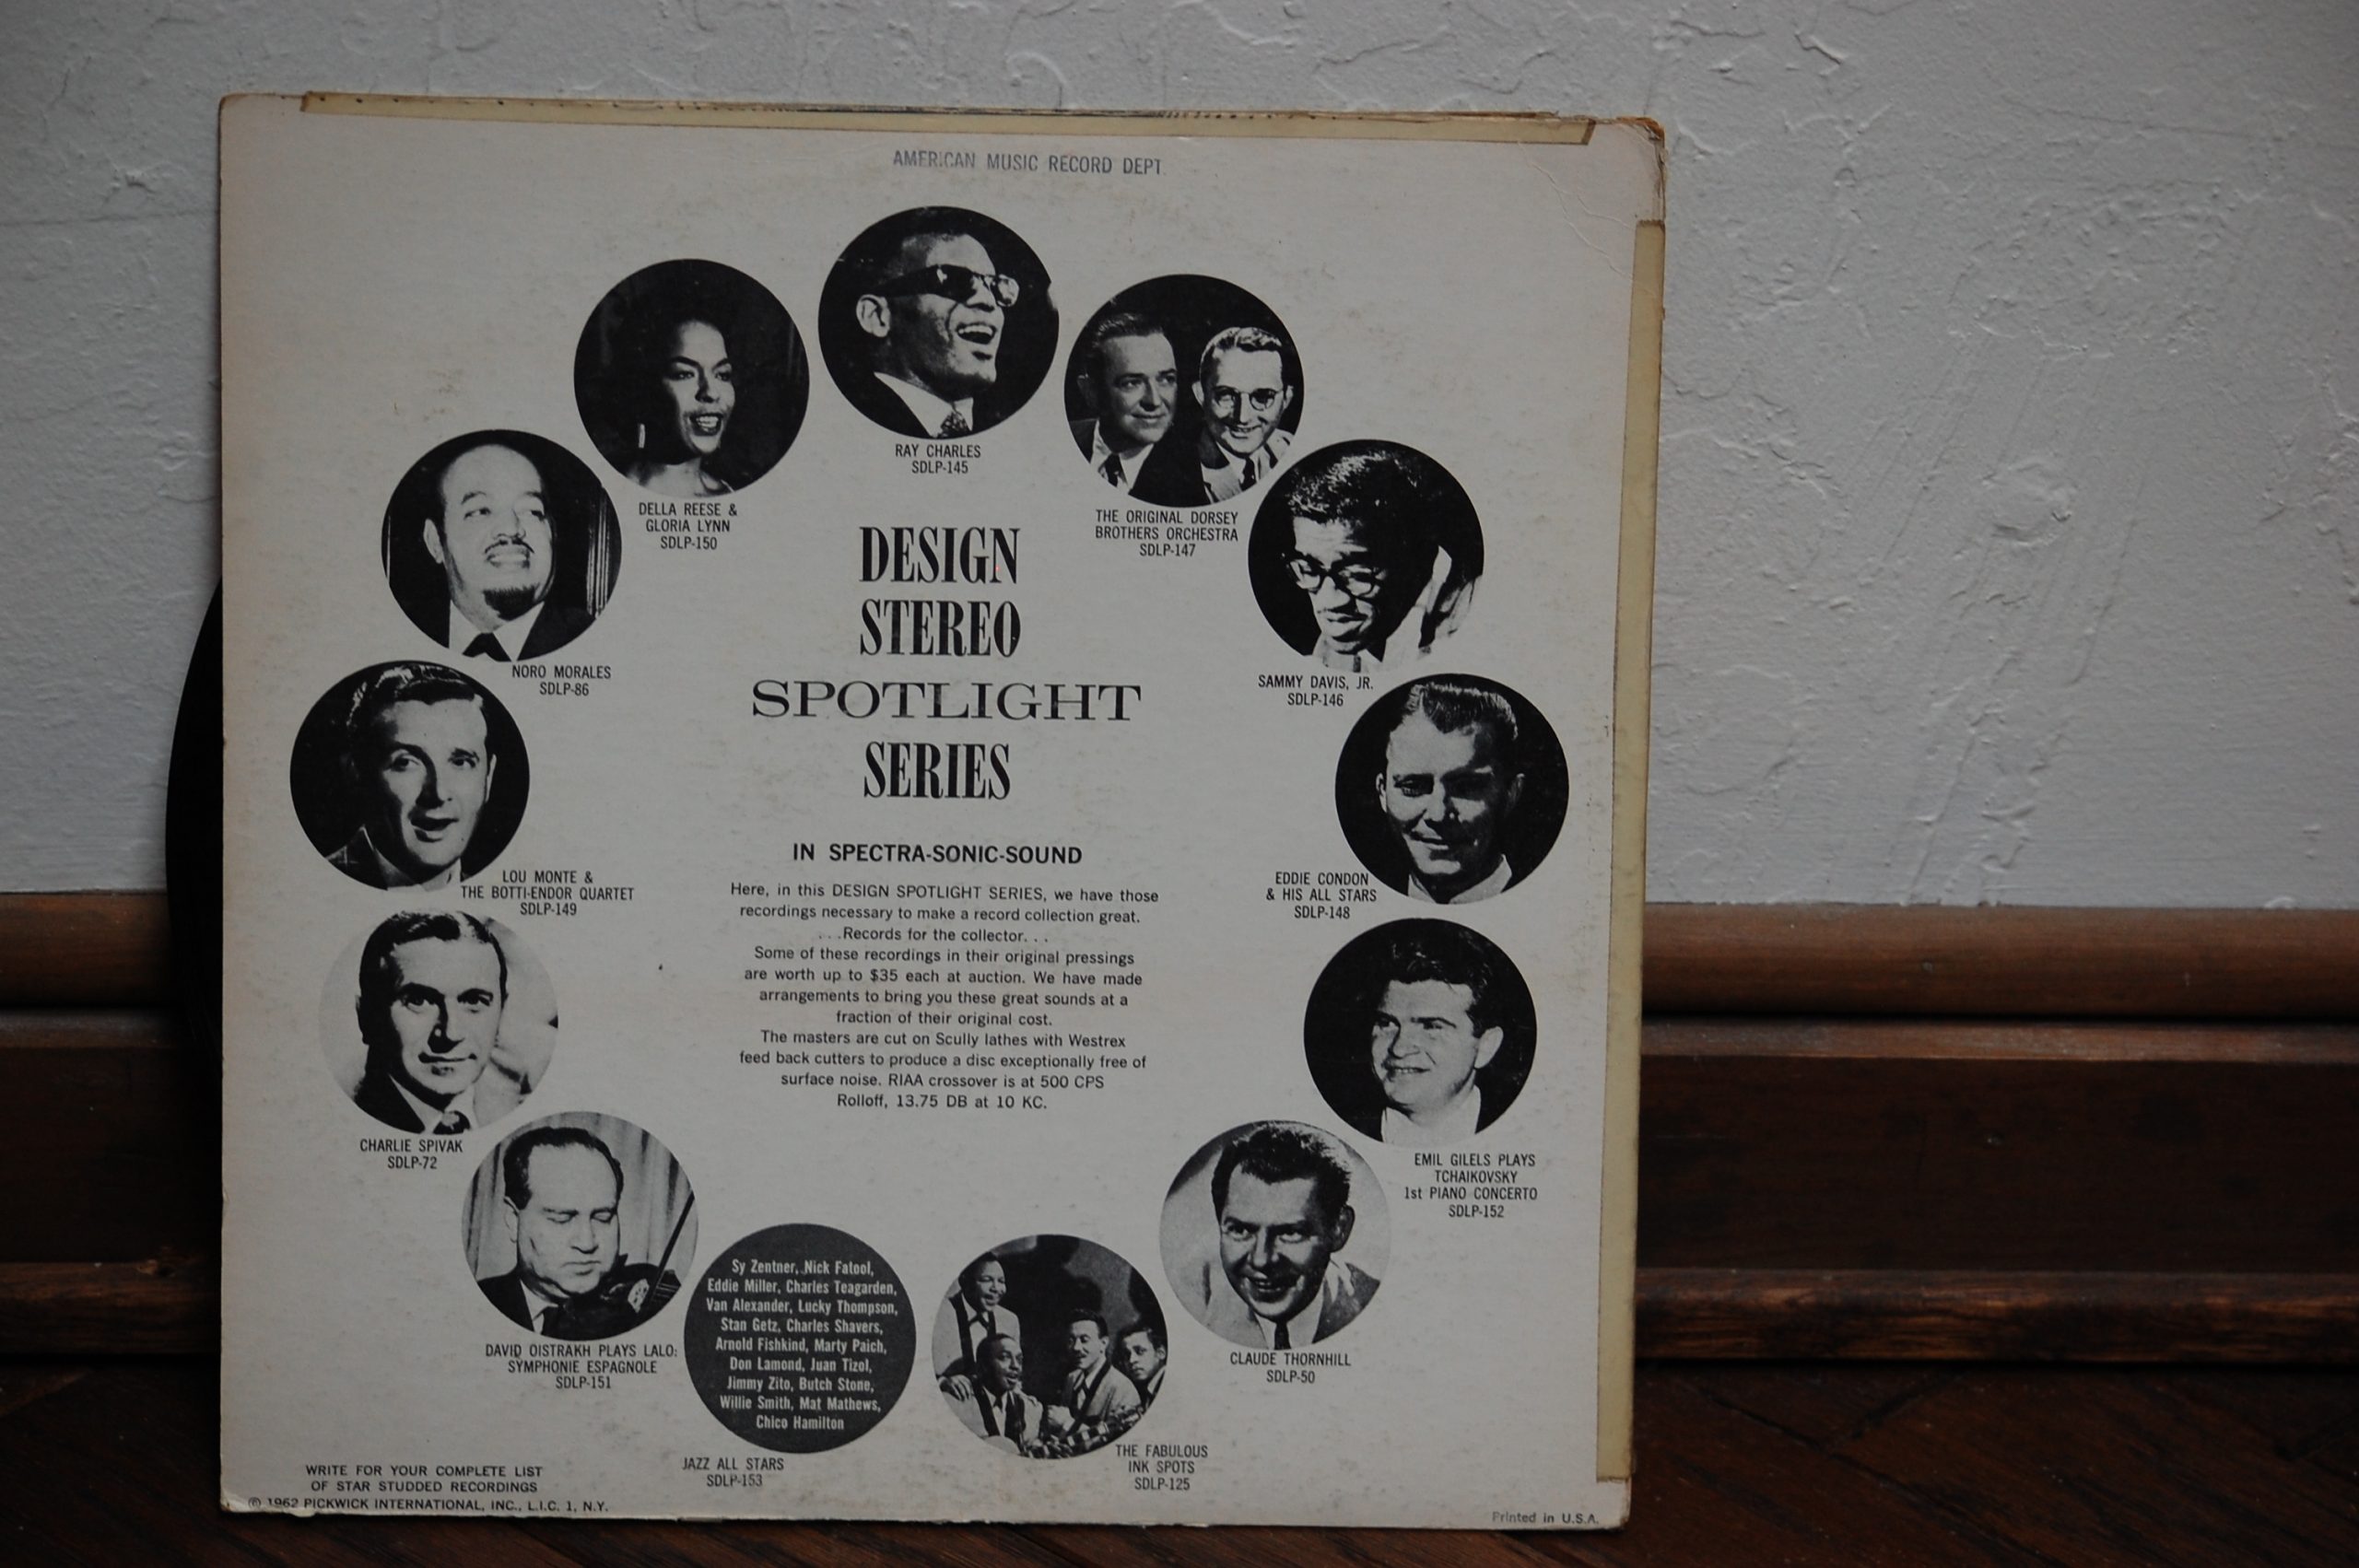 AMERICAN MUSIC RECORD DEPT
RAY CHARLES
SDLP-145
DELLA REESE &
GLORIA LYNN
SDLP-150
THE ORIGINAL DORSEY
BROTHERS ORCHESTRA
SDLP-147
NORO MORALES
SDLP-86
SAMMY DAVIS, JR.
SDLP-146
DESIGN
STEREO
SPOTLIGHT
SERIES
IN SPECTRA-SONIC-SOUND
Here, in this DESIGN SPOTLIGHT SERIES, we have those
recordings necessary to make a record collection great.
. . .Records for the collector. . .
Some of these recordings in their original pressings
are worth up to $35 each at auction. We have made
arrangements to bring you these great sounds at a
fraction of their original cost.
The masters are cut on Scully lathes with Westrex
feed back cutters to produce a disc exceptionally free of
surface noise. RIAA crossover is at 500 CPS
Rolloff, 13.75 DB at 10 KC.
LOU MONTE &
THE BOTTI-ENDOR QUARTET
SDLP-149
EDDIE CONDON
& HIS ALL STARS
SDLP-148
CHARLIE SPIVAK
SDLP-72
EMIL GILELS PLAYS
TCHAIKOVSKY
1st PIANO CONCERTO
SDLP-152
DAVID OISTRAKH PLAYS LALO:
SYMPHONIE ESPAGNOLE
SDLP-151
Sy Zentner, Nick Fatool,
Eddie Miller, Charles Teagarden,
Van Alexander, Lucky Thompson,
Stan Getz, Charles Shavers,
Arnold Fishkind, Marty Paich,
Don Lamond, Juan Tizol,
Jimmy Zito, Butch Stone,
Willie Smith, Mat Mathews,
Chico Hamilton
JAZZ ALL STARS
SDLP-153
THE FABULOUS
INK SPOTS
SDLP-125
CLAUDE THORNHILL
SDLP-50
WRITE FOR YOUR COMPLETE LIST
OF STAR STUDDED RECORDINGS
© 1962 PICKWICK INTERNATIONAL, INC., L.I.C. 1, N.Y.
Printed in U.S.A.